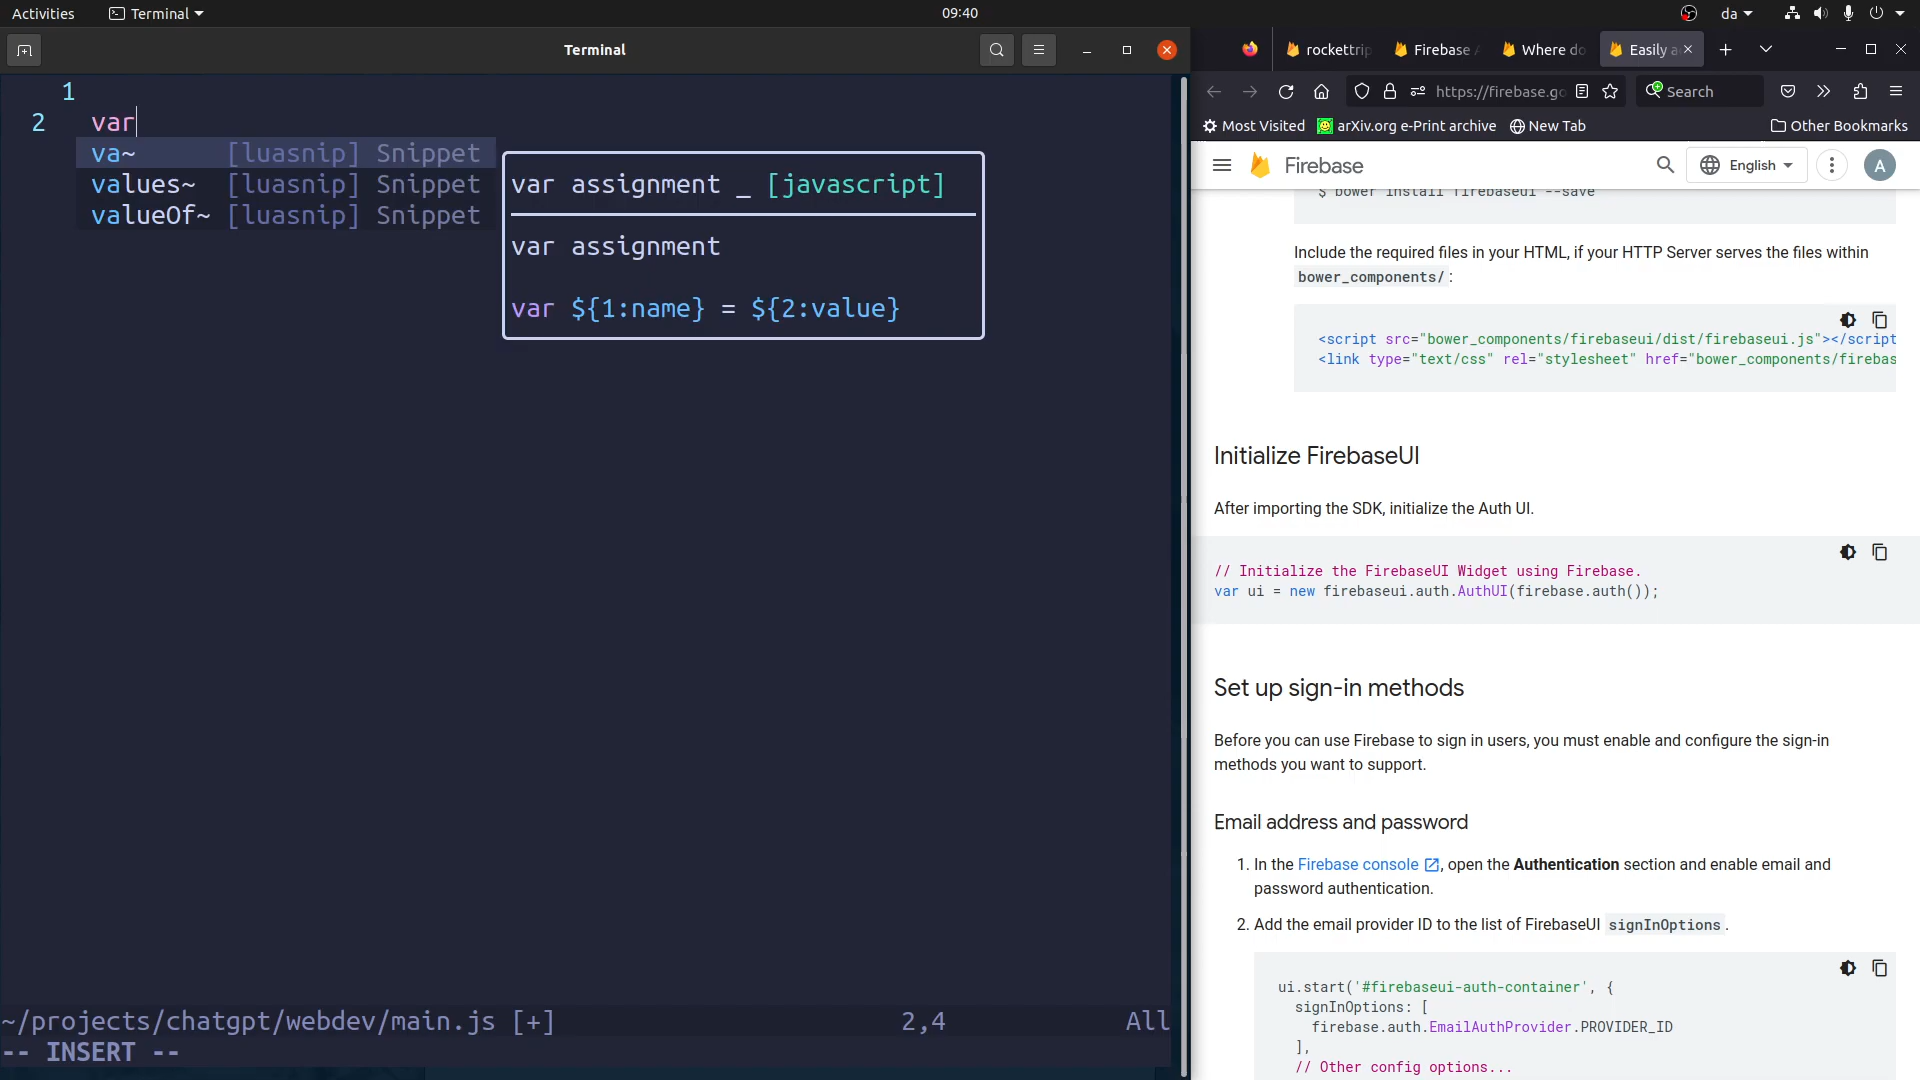 Activities Terminal 09:40 da
Terminal
1
2 var
va~ [luasnip] Snippet
values~ [luasnip] Snippet
valueOf~ [luasnip] Snippet
var assignment _ [javascript]
var assignment
var ${1:name} = ${2:value}
~/projects/chatgpt/webdev/main.js [+] 2,4 All
-- INSERT --
rockettrip Firebase A Where do Easily a
https://firebase.go Search
Most Visited arXiv.org e-Print archive New Tab Other Bookmarks
Firebase English A
$ bower install firebaseui --save
Include the required files in your HTML, if your HTTP Server serves the files within
bower_components/ :
<script src="bower_components/firebaseui/dist/firebaseui.js"></script
<link type="text/css" rel="stylesheet" href="bower_components/firebas
Initialize FirebaseUI
After importing the SDK, initialize the Auth UI.
// Initialize the FirebaseUI Widget using Firebase.
var ui = new firebaseui.auth.AuthUI(firebase.auth());
Set up sign-in methods
Before you can use Firebase to sign in users, you must enable and configure the sign-in
methods you want to support.
Email address and password
1. In the Firebase console , open the Authentication section and enable email and
password authentication.
2. Add the email provider ID to the list of FirebaseUI signInOptions .
ui.start('#firebaseui-auth-container', {
signInOptions: [
firebase.auth.EmailAuthProvider.PROVIDER_ID
],
// Other config options...